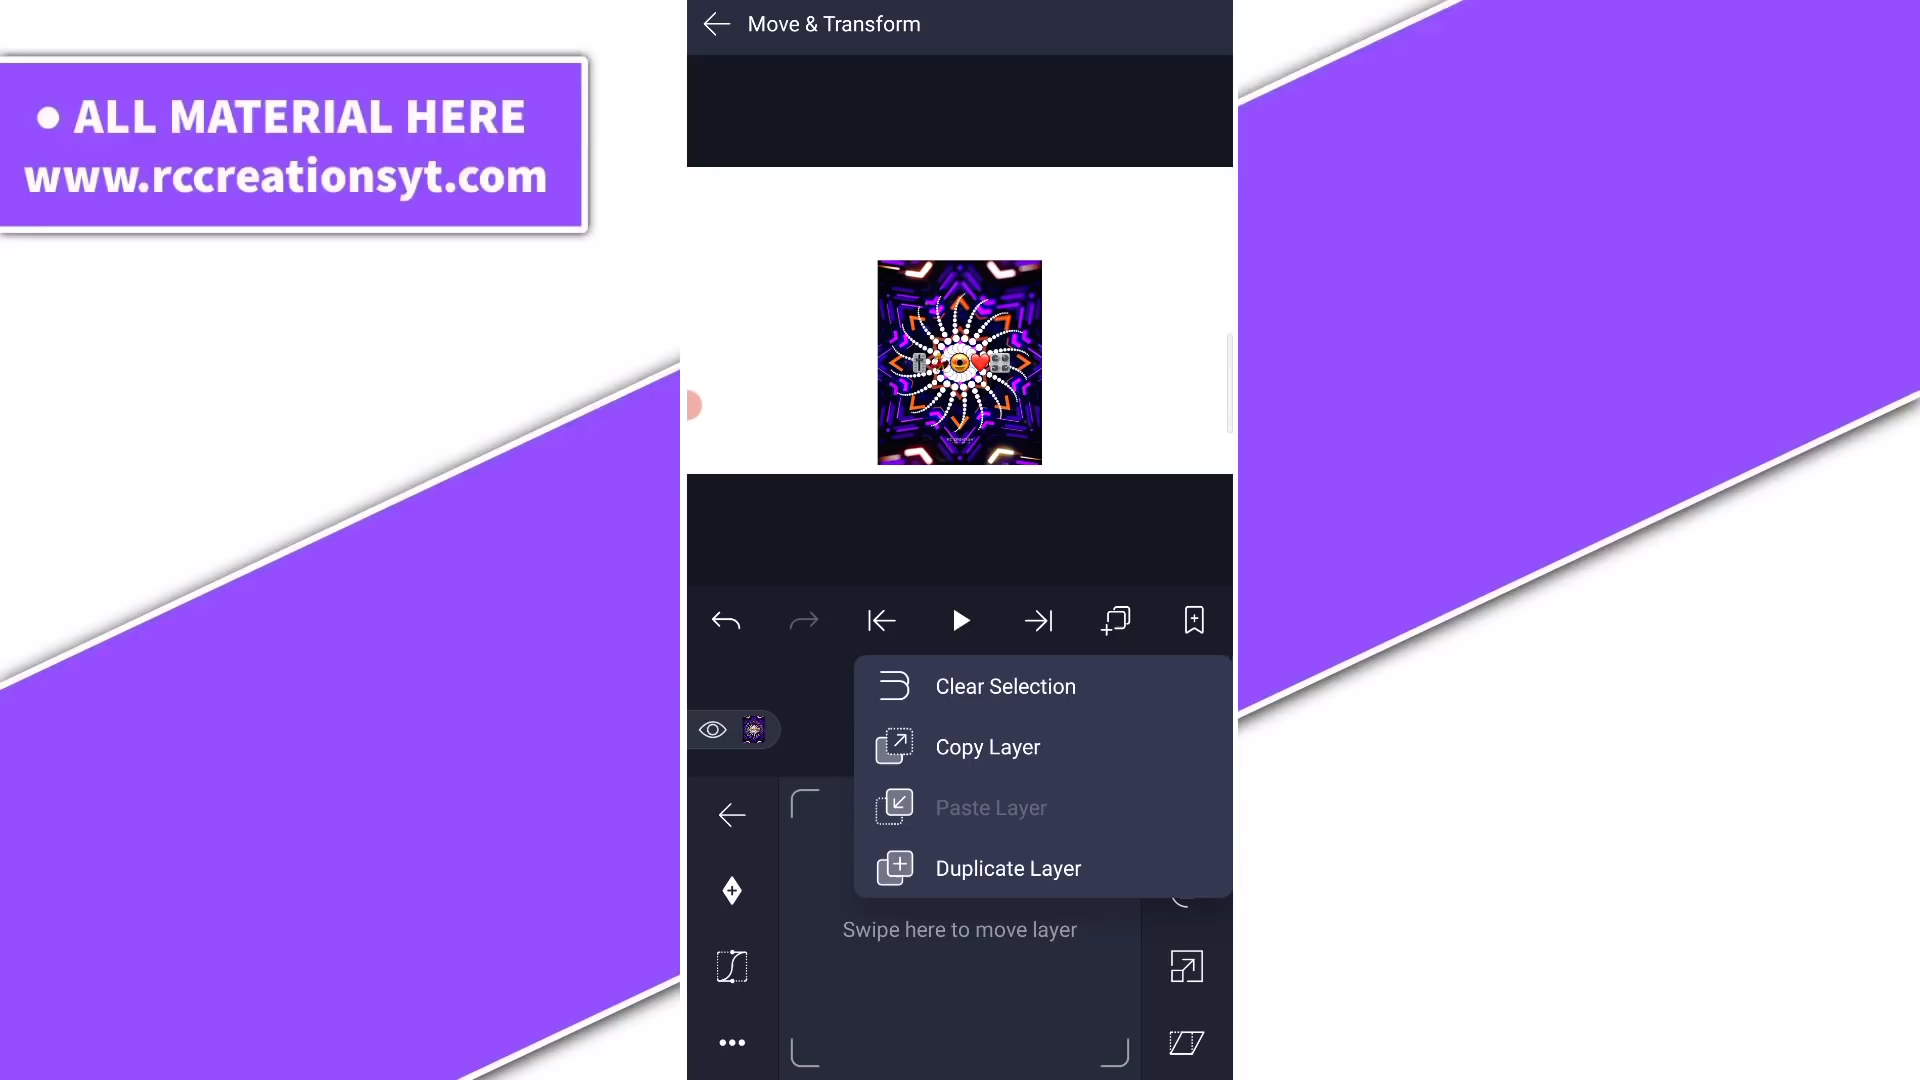 Move & Transform
• ALL MATERIAL HERE
www.rccreationsyt.com
Clear Selection
Copy Layer
Paste Layer
Duplicate Layer
Swipe here to move layer